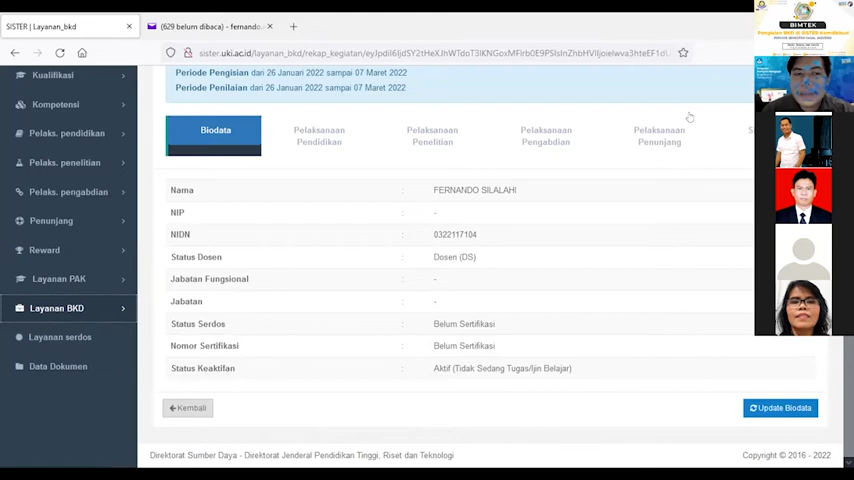 SISTER | Layanan_bkd
(629 belum dibaca) - fernando.
BIMTEK
sister.uki.ac.id/layanan_bkd/rekap_kegiatan/
Kualifikasi
Kompetensi
Pelaks. pendidikan
Pelaks. penelitian
Pelaks. pengabdian
Penunjang
Reward
Layanan PAK
Layanan BKD
Layanan serdos
Data Dokumen
Periode Pengisian dari 26 Januari 2022 sampai 07 Maret 2022
Periode Penilaian dari 26 Januari 2022 sampai 07 Maret 2022
Biodata
Pelaksanaan Pendidikan
Pelaksanaan Penelitian
Pelaksanaan Pengabdian
Pelaksanaan Penunjang
Nama : FERNANDO SILALAHI
NIP : -
NIDN : 0322117104
Status Dosen : Dosen (DS)
Jabatan Fungsional : -
Jabatan : -
Status Serdos : Belum Sertifikasi
Nomor Sertifikasi : Belum Sertifikasi
Status Keaktifan : Aktif (Tidak Sedang Tugas/Ijin Belajar)
Kembali
Update Biodata
Direktorat Sumber Daya - Direktorat Jenderal Pendidikan Tinggi, Riset dan Teknologi
Copyright © 2016 - 2022